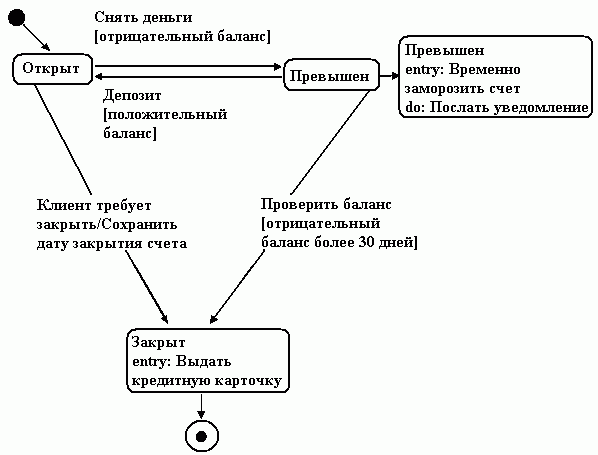 Снять деньги
[отрицательный баланс]
Открыт
Превышен
Превышен
entry: Временно
заморозить счет
do: Послать уведомление
Депозит
[положительный
баланс]
Клиент требует
закрыть/Сохранить
дату закрытия счета
Проверить баланс
[отрицательный
баланс более 30 дней]
Закрыт
entry: Выдать
кредитную карточку